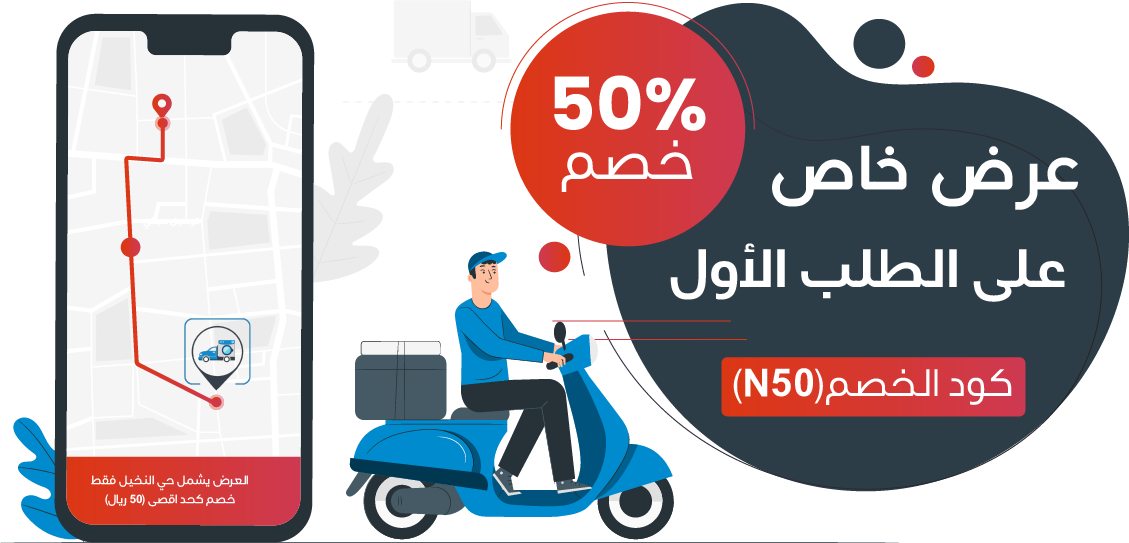 50%
خصم
عرض خاص
على الطلب الأول
كود الخصم(N50)
العرض يشمل حي النخيل فقط
خصم كحد اقصى (50 ريال)